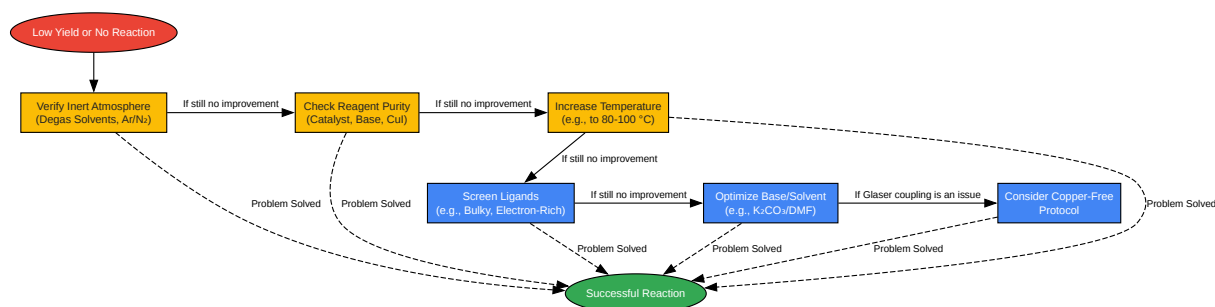 Low Yield or No Reaction
Verify Inert Atmosphere
(Degas Solvents, Ar/N₂)
If still no improvement
Check Reagent Purity
(Catalyst, Base, CuI)
If still no improvement
Increase Temperature
(e.g., to 80-100 °C)
If still no improvement
Screen Ligands
(e.g., Bulky, Electron-Rich)
If still no improvement
Optimize Base/Solvent
(e.g., K₂CO₃/DMF)
If Glaser coupling is an issue
Consider Copper-Free
Protocol
Problem Solved
Problem Solved
Problem Solved
Problem Solved
Problem Solved
Problem Solved
Successful Reaction